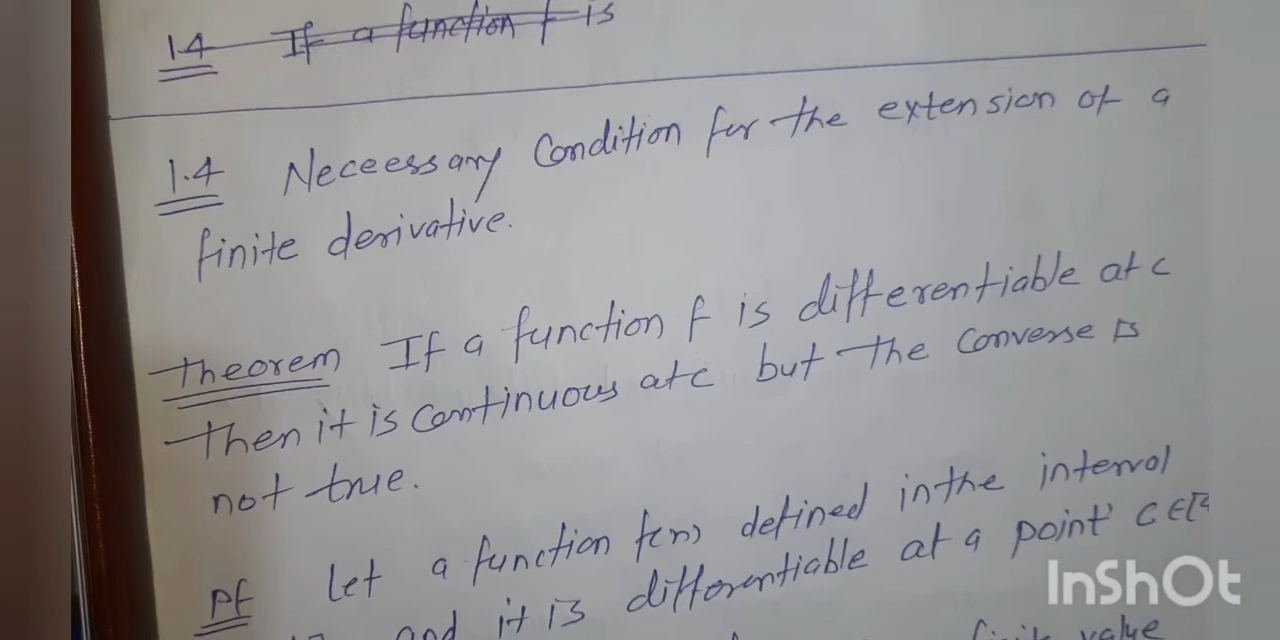 1.4 If a function f is
1.4 Neceessary Condition for the extension of a
finite derivative.
Theorem If a function f is differentiable at c
Then it is continuous at c but the converse is
not true.
Pf Let a function f(n) defined in the interval
and it is differentiable at a point c ∈
finite value
InShOt